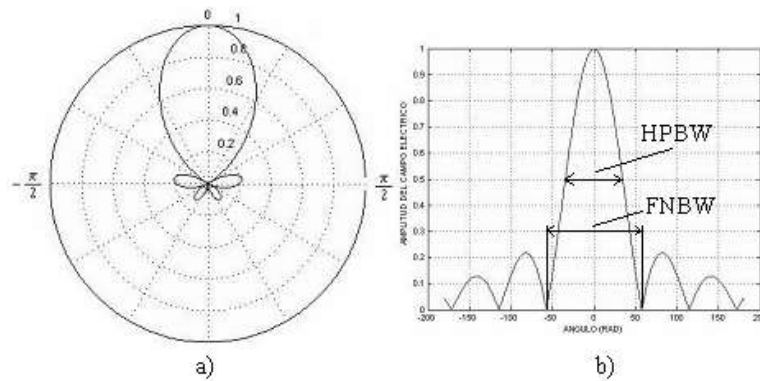 0
1
0.8
0.6
0.4
0.2
- π/2
π/2
a)
AMPUTUD DEL CAMPO ELECTRICO
1
0.9
0.8
0.7
0.6
0.5
0.4
0.3
0.2
0.1
0
-200 -150 -100 -50 0 50 100 150 200
ANGULO (RAD)
HPBW
FNBW
b)